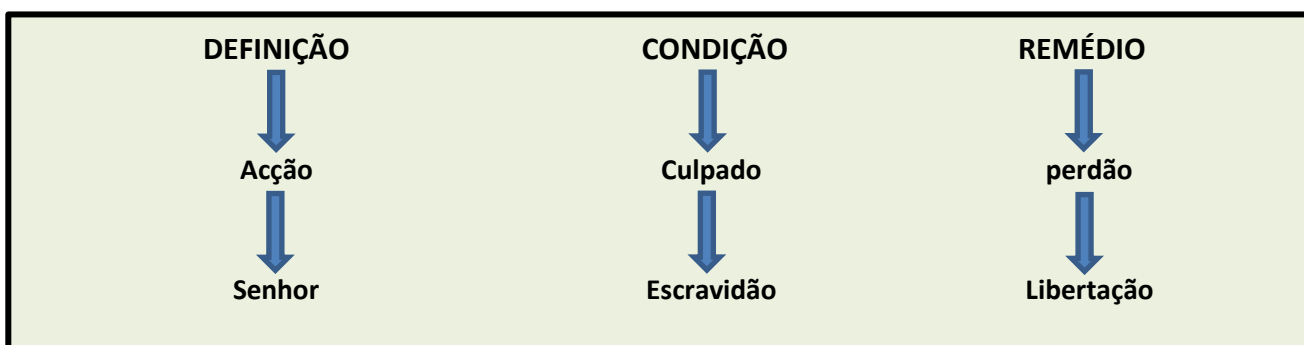 DEFINIÇÃO CONDIÇÃO REMÉDIO
Acção Culpado perdão
Senhor Escravidão Libertação